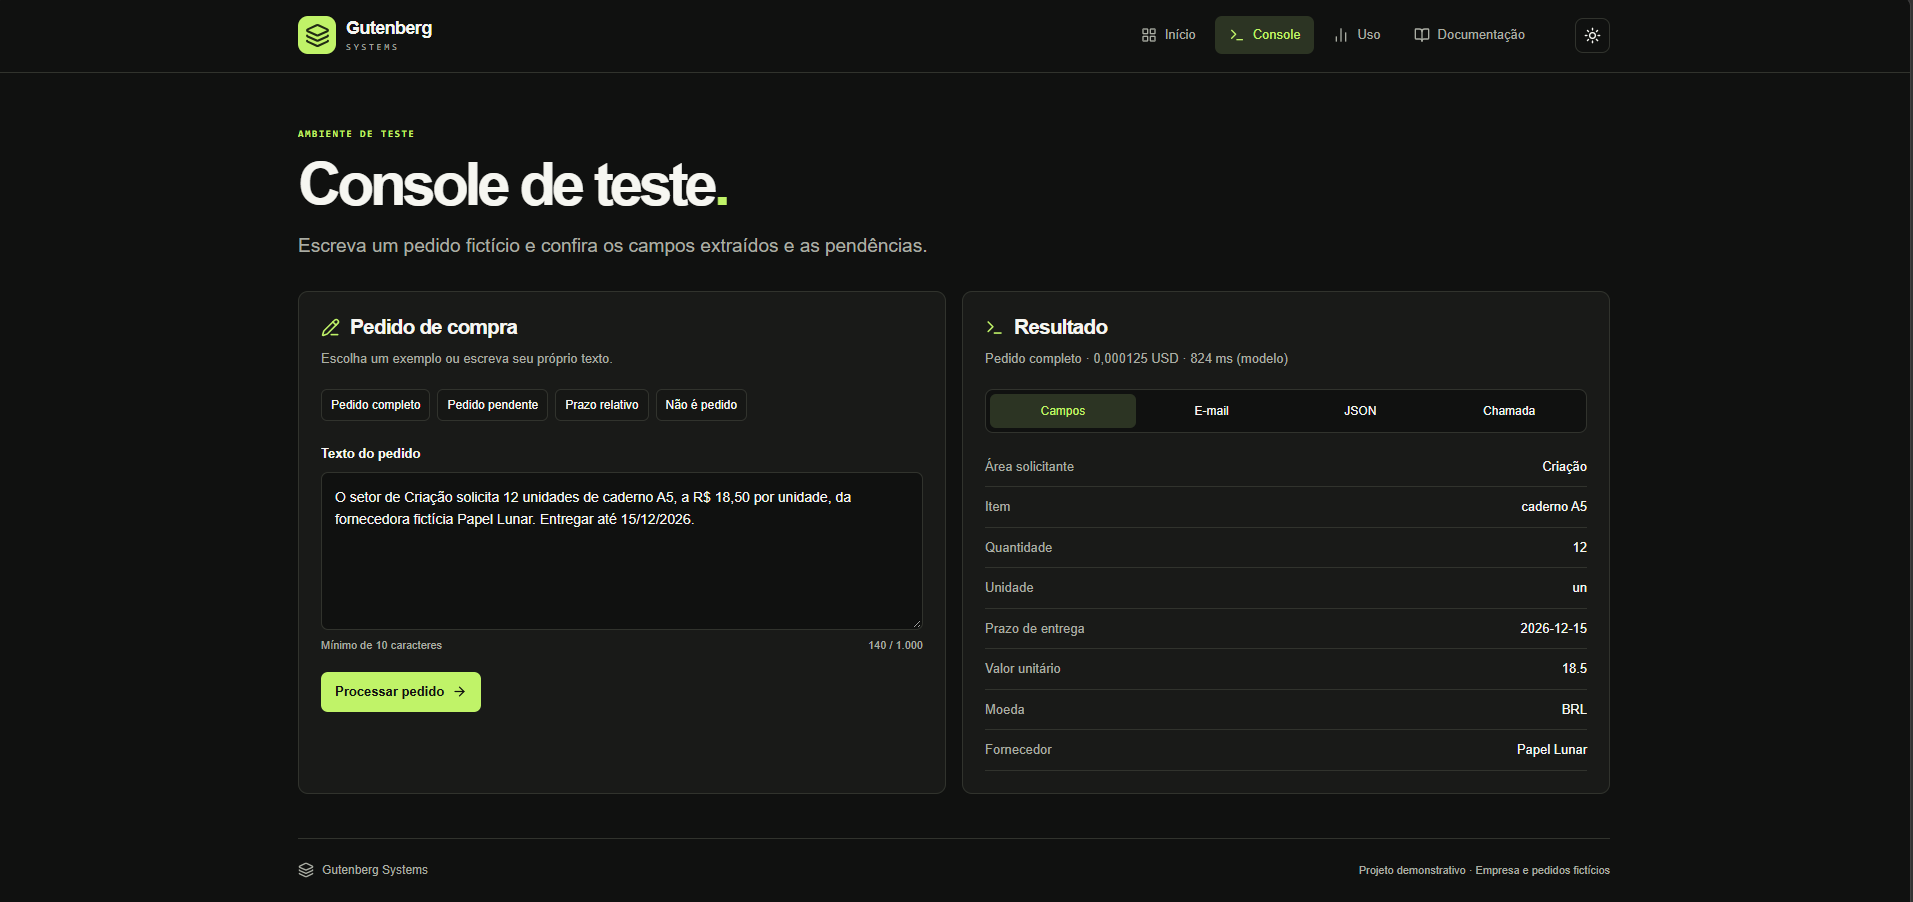 Gutenberg
SYSTEMS
Início
Console
Uso
Documentação
AMBIENTE DE TESTE
Console de teste.
Escreva um pedido fictício e confira os campos extraídos e as pendências.
Pedido de compra
Escolha um exemplo ou escreva seu próprio texto.
Pedido completo
Pedido pendente
Prazo relativo
Não é pedido
Texto do pedido
O setor de Criação solicita 12 unidades de caderno A5, a R$ 18,50 por unidade, da
fornecedora fictícia Papel Lunar. Entregar até 15/12/2026.
Mínimo de 10 caracteres
140 / 1.000
Processar pedido
Resultado
Pedido completo · 0,000125 USD · 824 ms (modelo)
Campos
E-mail
JSON
Chamada
Área solicitante
Criação
Item
caderno A5
Quantidade
12
Unidade
un
Prazo de entrega
2026-12-15
Valor unitário
18.5
Moeda
BRL
Fornecedor
Papel Lunar
Gutenberg Systems
Projeto demonstrativo · Empresa e pedidos fictícios